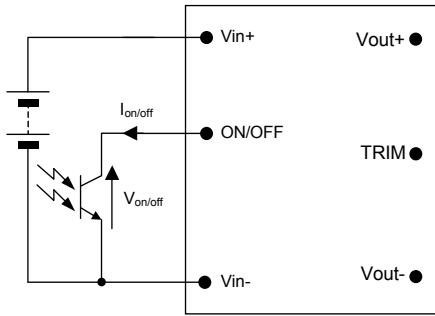 Vin+
Vout+
Ion/off
ON/OFF
TRIM
Von/off
Vin-
Vout-